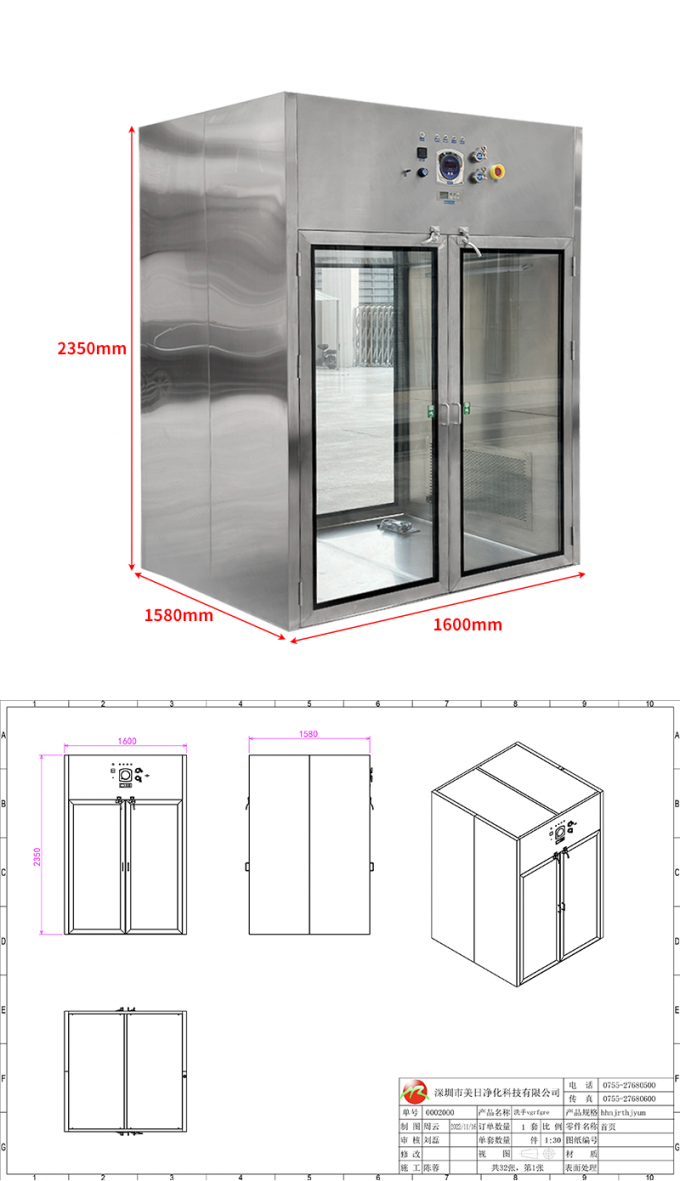 2350mm
1580mm
1600mm
1 2 3 4 5 6 7 8 9 10
A A
B B
C C
D D
E E
F F
G G
1600
1580
2350
深圳市美日净化科技有限公司
电 话 0755-27680500
传 真 0755-27680600
单号 0002000 产品名称 洗手vgrfgre 产品规格 hhnjrthjyum
制 图 周云 2022/11/16 订单数量 1 套 比 例 零件名称 首页
审 核 刘磊 单套数量 件 1:30 图纸编号
修 改 视 图 材 质
施 工 陈蓉 共32张，第1张 表面处理
1 2 3 4 5 6 7 8 9 10